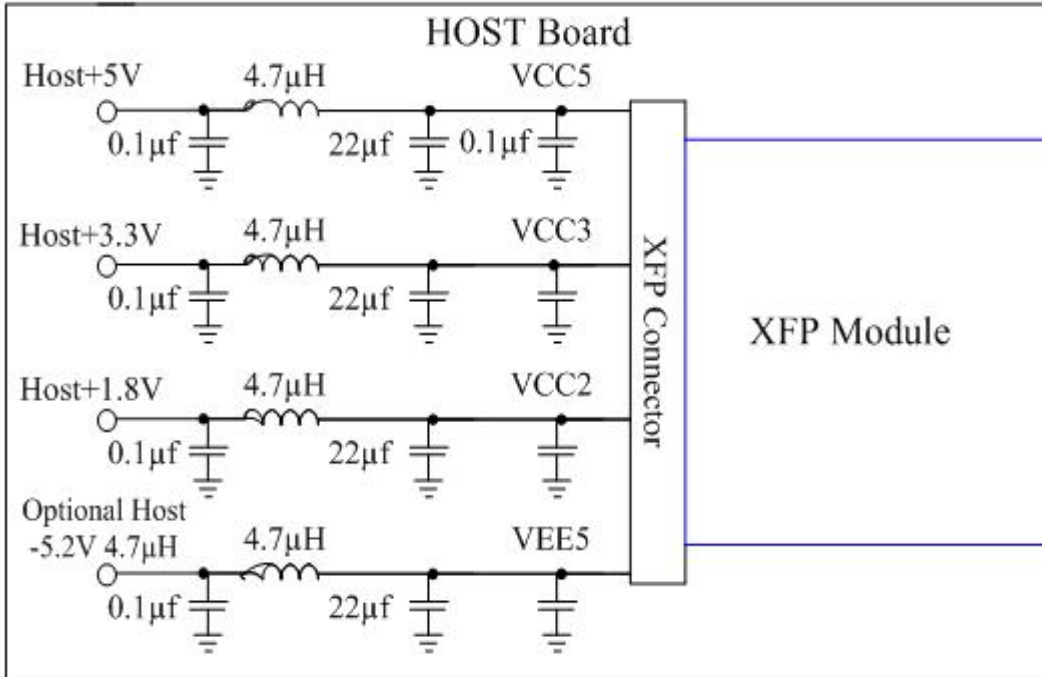 HOST Board
Host+5V
4.7µH
VCC5
0.1µf
22µf
0.1µf
Host+3.3V
4.7µH
VCC3
0.1µf
22µf
Host+1.8V
4.7µH
VCC2
0.1µf
22µf
Optional Host
-5.2V 4.7µH
4.7µH
VEE5
0.1µf
22µf
XFP Connector
XFP Module